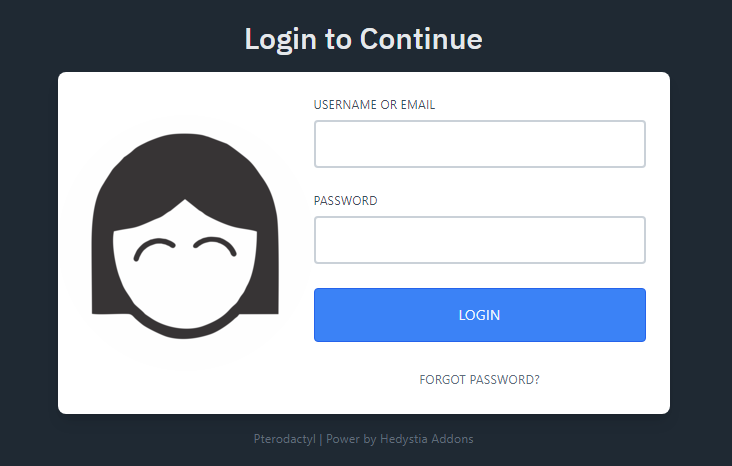 Login to Continue
USERNAME OR EMAIL
PASSWORD
LOGIN
FORGOT PASSWORD?
Pterodactyl | Power by Hedystia Addons